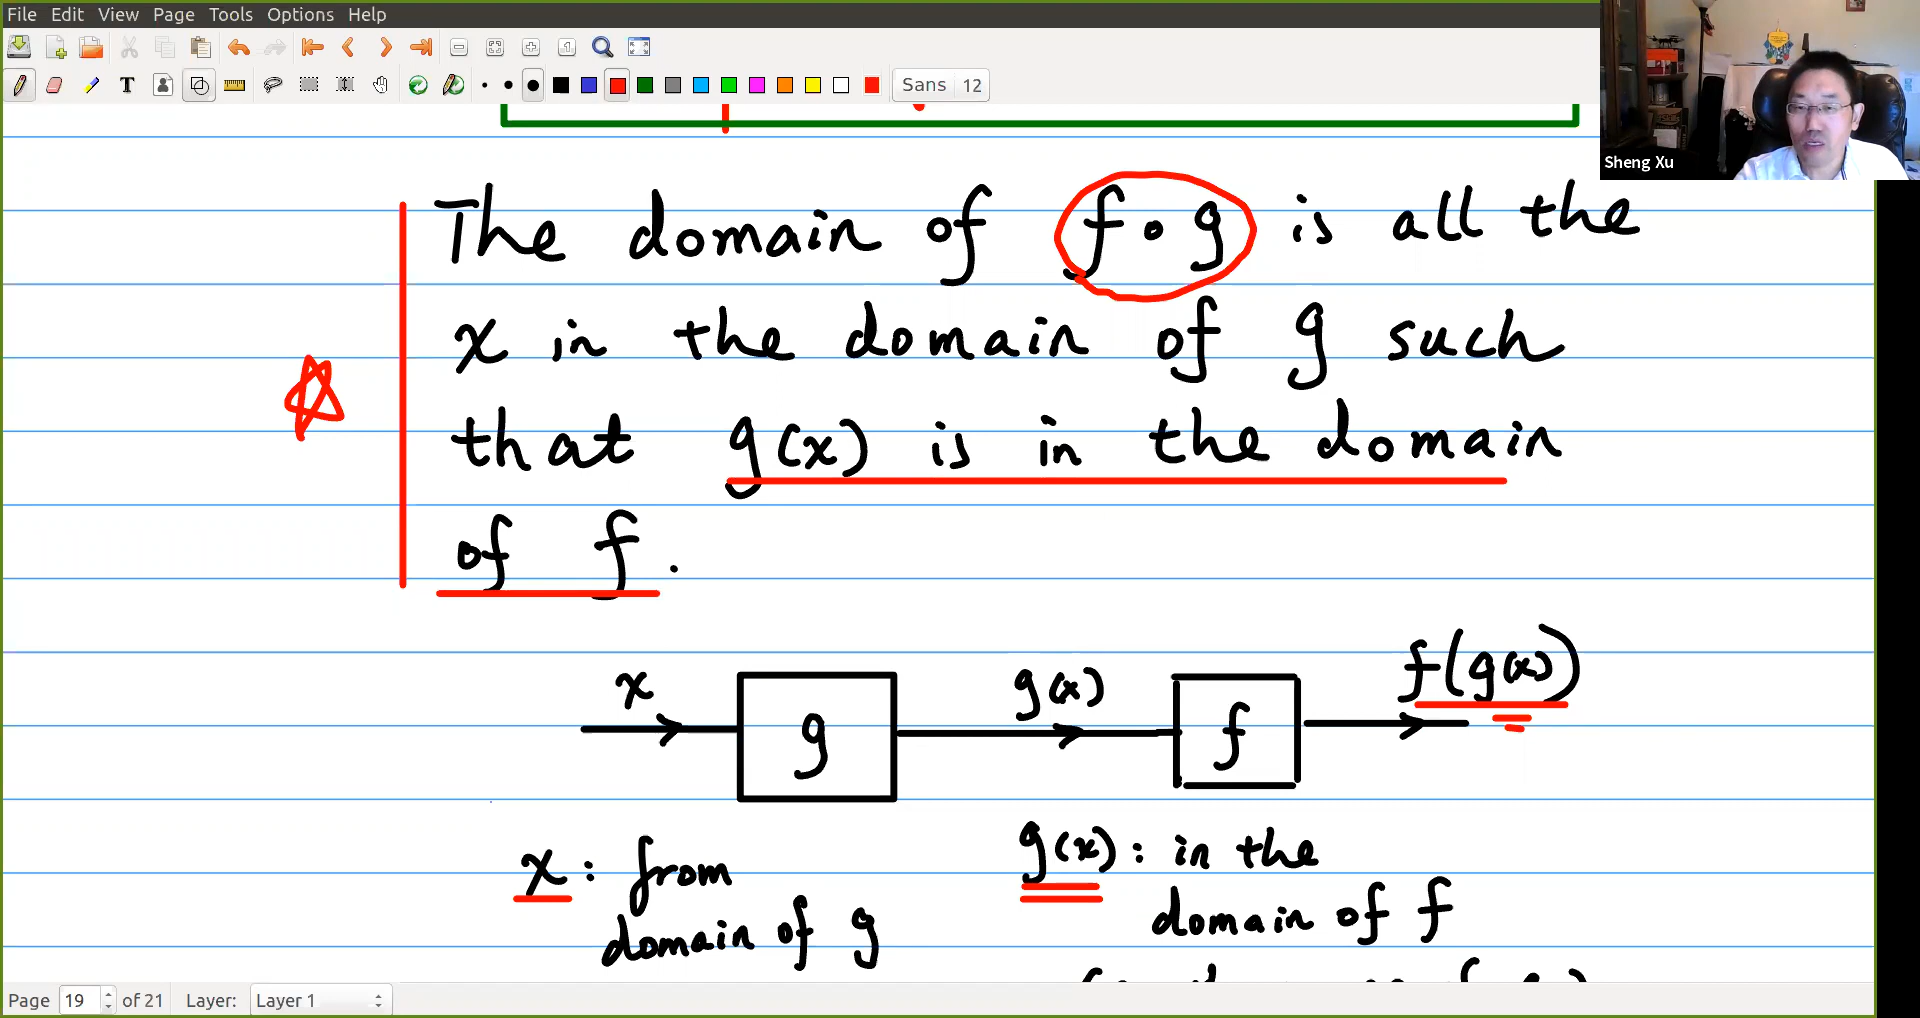 File Edit View Page Tools Options Help
Sans 12
Sheng Xu
The domain of f∘g is all the
x in the domain of g such
that g(x) is in the domain
of f.
x g g(x) f f(g(x))
x: from
domain of g
g(x): in the
domain of f
Page 19 of 21 Layer: Layer 1